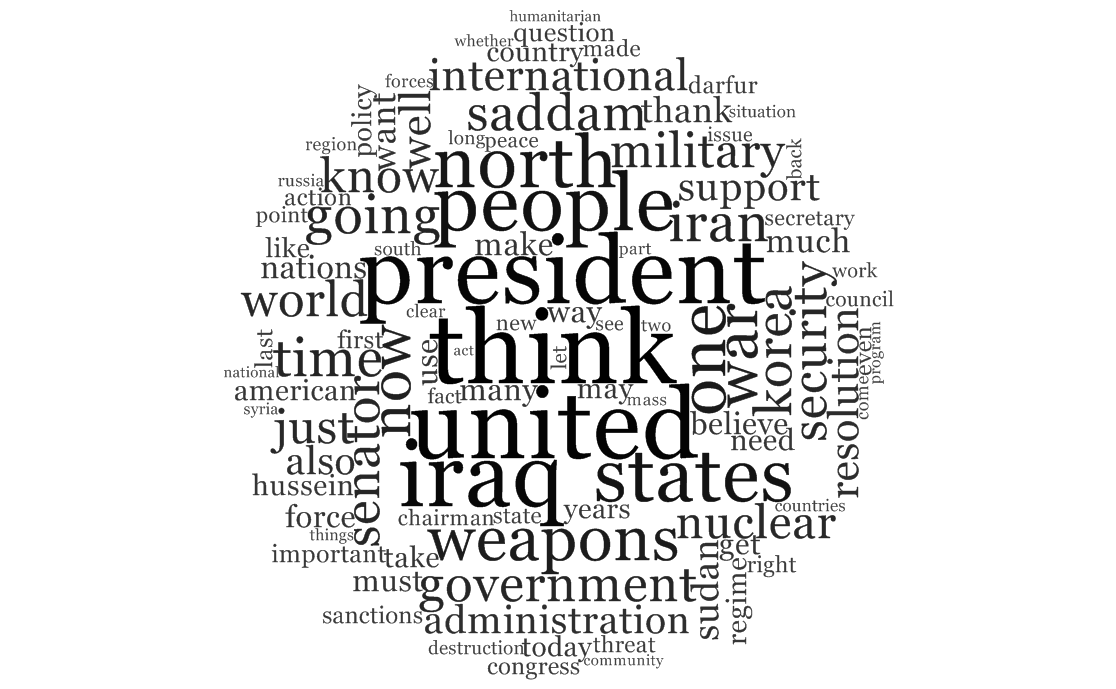 humanitarian
question
whether
country
made
international
forces
darfur
saddam
thank
situation
policy
want
well
long
peace
issue
region
north
military
back
russia
know
people
support
action
point
going
iran
secretary
like
south
make
part
much
nations
president
work
world
clear
way
new
see
two
one
war
korea
security
council
last
first
time
now
use
think
act
let
resolution
even
come
program
national
american
fact
many
may
mass
syria
just
senator
united
believe
need
also
hussein
iraq
states
force
chairman
state
years
nuclear
countries
things
weapons
important
take
sudan
get
regime
right
must
government
sanctions
administration
destruction
today
threat
congress
community